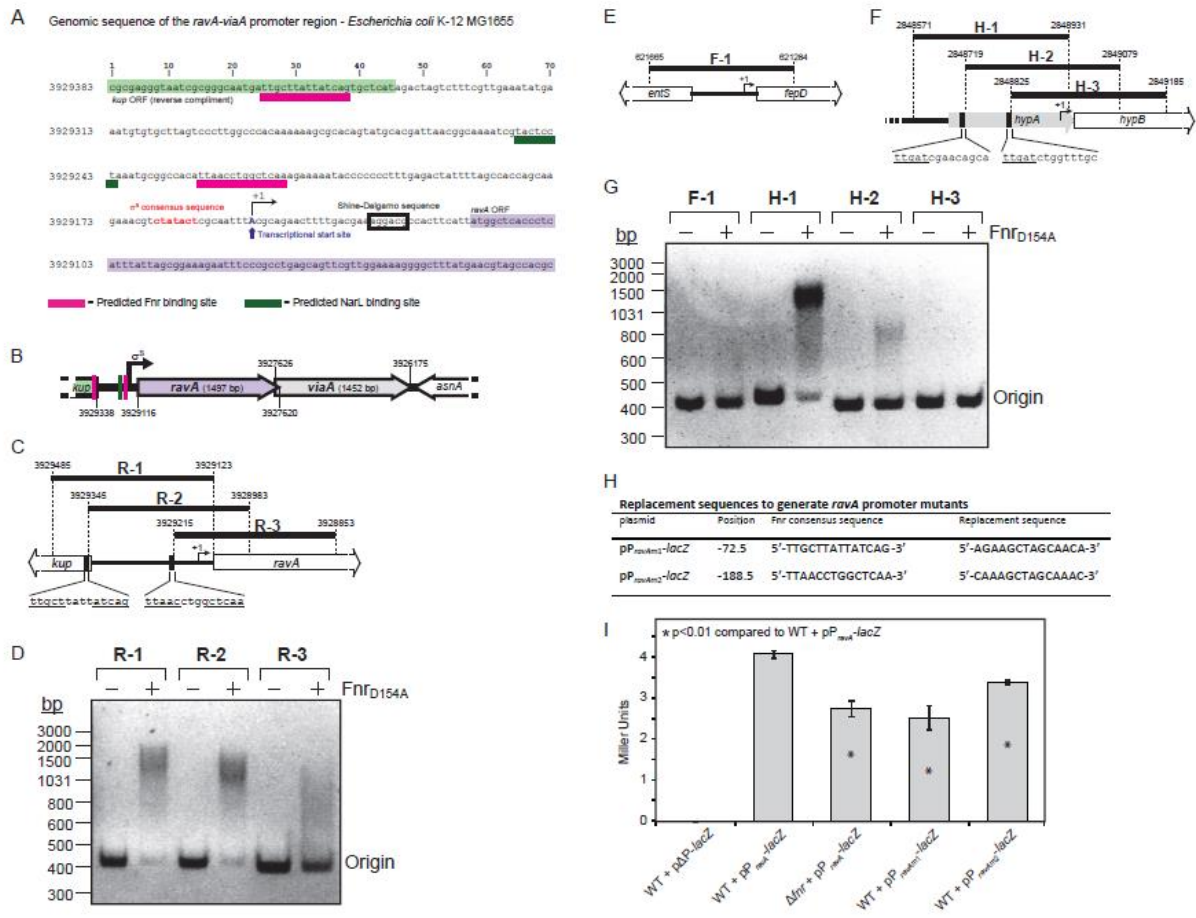 A
Genomic sequence of the ravA-viaA promoter region - Escherichia coli K-12 MG1655
1 10 20 30 40 50 60 70
3929383 cgcgagggtaatcgcgggcaatgattgcttattatcagtgctcatagactagtctttcgttgaaatatga
kup ORF (reverse compliment)
3929313 aatgtgtgcttagtcccttggcccacaaaaaagcgcacagtatgcacgattaacggcaaaatcgtactcc
3929243 taaatgcggccacattaacctggctcaaagaaaaatacccccccctttgagactattttagccaccagcaa
σˢ consensus sequence
+1
Shine-Dalgarno sequence
ravA ORF
3929173 gaaacgtctatactcgcaatttAcgcagaacttttgacgaaaggacgccacttcattatggctcaccctc
Transcriptional start site
3929103 atttattagcggaaagaatttcccgcctgagcagttcgttggaaaaggggctttatgaacgtagccacgc
= Predicted Fnr binding site
= Predicted NarL binding site
B
σˢ
3927626
3926175
kup
ravA (1497 bp)
viaA (1452 bp)
asnA
3929338
3929116
3927620
C
3929485
R-1
3929123
3929345
R-2
3928983
3929215
R-3
3928853
+1
kup
ravA
ttgcttattatcag
ttaacctggctcaa
D
R-1 R-2 R-3
− + − + − + FnrD154A
bp
3000
2000
1500
1031
800
600
500
400
300
Origin
E
621665
F-1
621284
+1
entS
fepD
F
2848571
H-1
2848931
2848719
H-2
2849079
2848825
H-3
2849185
+1
hypA
hypB
ttgatcgaacagca
ttgatctggtttgc
G
F-1 H-1 H-2 H-3
− + − + − + − + FnrD154A
bp
3000
2000
1500
1031
800
600
500
400
300
Origin
H
Replacement sequences to generate ravA promoter mutants
plasmid Position Fnr consensus sequence Replacement sequence
pPravAm1-lacZ -72.5 5'-TTGCTTATTATCAG-3' 5'-AGAAGCTAGCAACA-3'
pPravAm2-lacZ -188.5 5'-TTAACCTGGCTCAA-3' 5'-CAAAGCTAGCAAAC-3'
I
* p<0.01 compared to WT + pPravA-lacZ
Miller Units
4
3
2
1
0
* * *
WT + pΔP-lacZ
WT + pPravA-lacZ
Δfnr + pPravA-lacZ
WT + pPravAm1-lacZ
WT + pPravAm2-lacZ